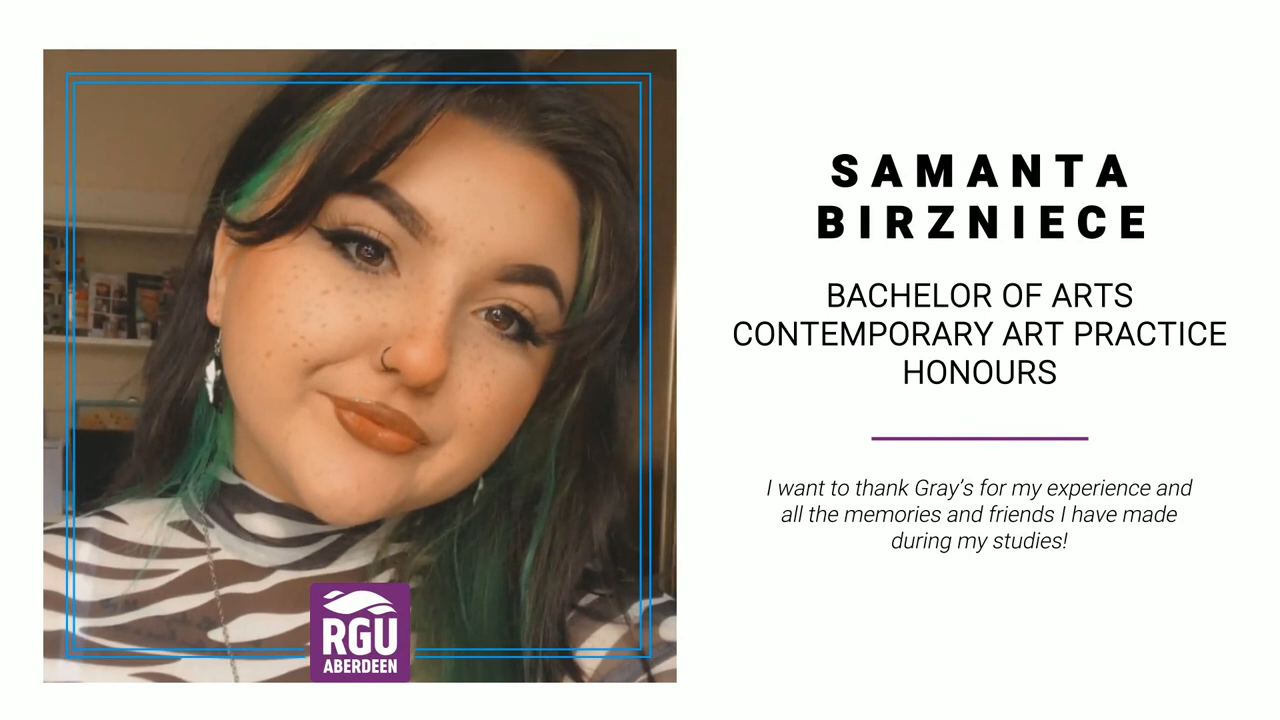 SAMANTA
BIRZNIECE
BACHELOR OF ARTS
CONTEMPORARY ART PRACTICE
HONOURS
I want to thank Gray's for my experience and
all the memories and friends I have made
during my studies!
RGU
ABERDEEN